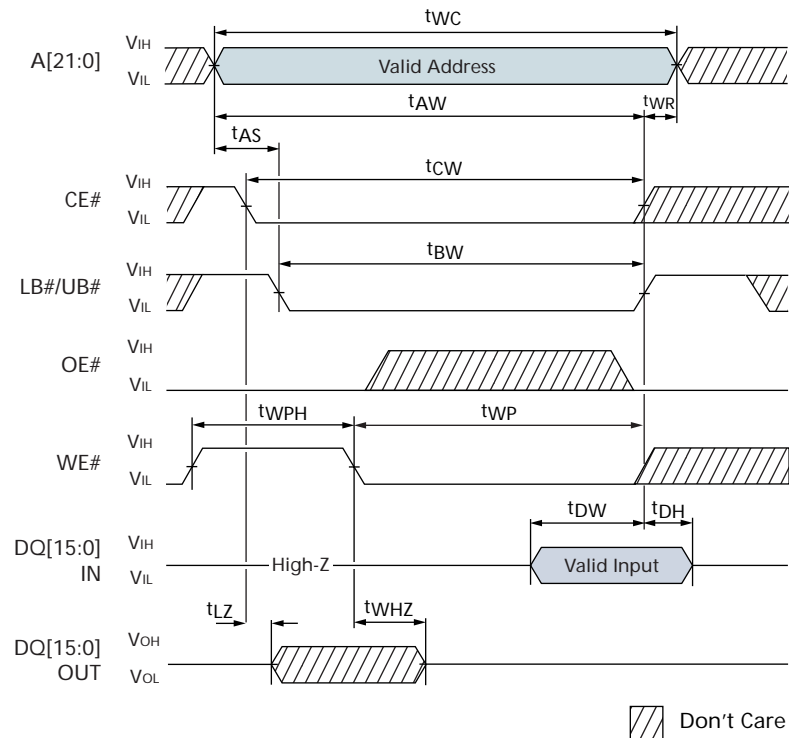 tWC
A[21:0] VIH VIL Valid Address
tAW tWR
tAS
tCW
CE# VIH VIL
tBW
LB#/UB# VIH VIL
OE# VIH VIL
tWPH tWP
WE# VIH VIL
tDW tDH
DQ[15:0] IN VIH VIL High-Z Valid Input
tLZ tWHZ
DQ[15:0] OUT VOH VOL
Don't Care